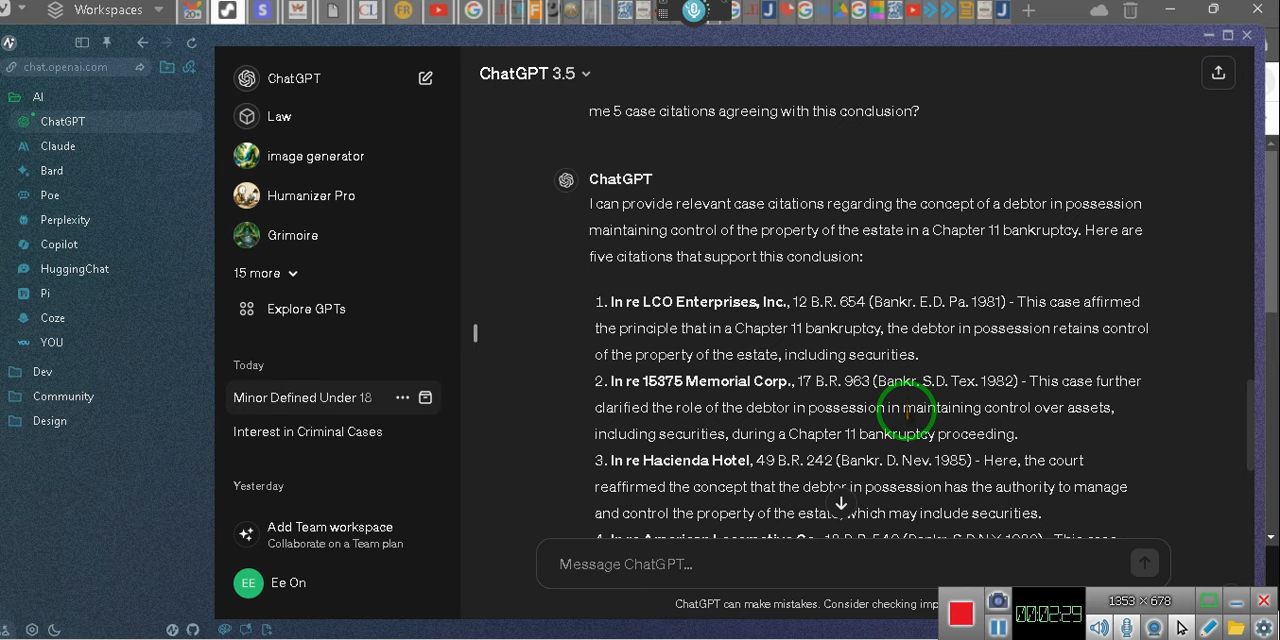 Workspaces
chat.openai.com
AI
ChatGPT
Claude
Bard
Poe
Perplexity
Copilot
HuggingChat
Pi
Coze
YOU
Dev
Community
Design
ChatGPT
Law
image generator
Humanizer Pro
Grimoire
15 more
Explore GPTs
Today
Minor Defined Under 18
Interest in Criminal Cases
Yesterday
Add Team workspace
Collaborate on a Team plan
EE Ee On
ChatGPT 3.5
me 5 case citations agreeing with this conclusion?
ChatGPT
I can provide relevant case citations regarding the concept of a debtor in possession
maintaining control of the property of the estate in a Chapter 11 bankruptcy. Here are
five citations that support this conclusion:
1. In re LCO Enterprises, Inc., 12 B.R. 654 (Bankr. E.D. Pa. 1981) - This case affirmed
the principle that in a Chapter 11 bankruptcy, the debtor in possession retains control
of the property of the estate, including securities.
2. In re 15375 Memorial Corp., 17 B.R. 963 (Bankr. S.D. Tex. 1982) - This case further
clarified the role of the debtor in possession in maintaining control over assets,
including securities, during a Chapter 11 bankruptcy proceeding.
3. In re Hacienda Hotel, 49 B.R. 242 (Bankr. D. Nev. 1985) - Here, the court
reaffirmed the concept that the debtor in possession has the authority to manage
and control the property of the estate, which may include securities.
Message ChatGPT...
ChatGPT can make mistakes. Consider checking
1353 × 678
00:02:29